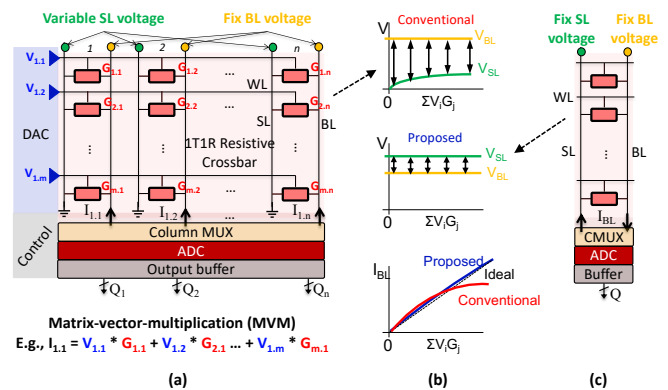 Variable SL voltage
Fix BL voltage
1
2
...
n
V1.1
G1.1
G1.2
...
G1.n
WL
V1.2
G2.1
G2.2
...
G2.n
DAC
SL
BL
1T1R Resistive
Crossbar
⋮
⋮
⋮
V1.m
Gm.1
Gm.2
...
Gm.n
I1.1
I1.2
...
I1.n
Control
Column MUX
ADC
Output buffer
Q1
Q2
Qn
Matrix-vector-multiplication (MVM)
E.g., I1.1 = V1.1 * G1.1 + V1.2 * G2.1 ... + V1.m * Gm.1
(a)
Conventional
V
VBL
VSL
0
ΣViGj
Proposed
V
VSL
VBL
0
ΣViGj
IBL
Proposed
Ideal
Conventional
0
ΣViGj
(b)
Fix SL
voltage
Fix BL
voltage
WL
SL
BL
⋮
IBL
CMUX
ADC
Buffer
Q
(c)